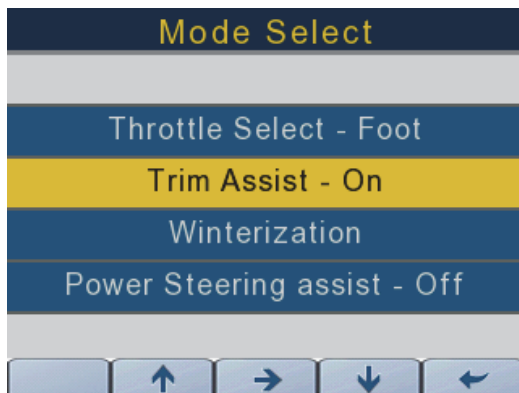 Mode Select
Throttle Select - Foot
Trim Assist - On
Winterization
Power Steering assist - Off